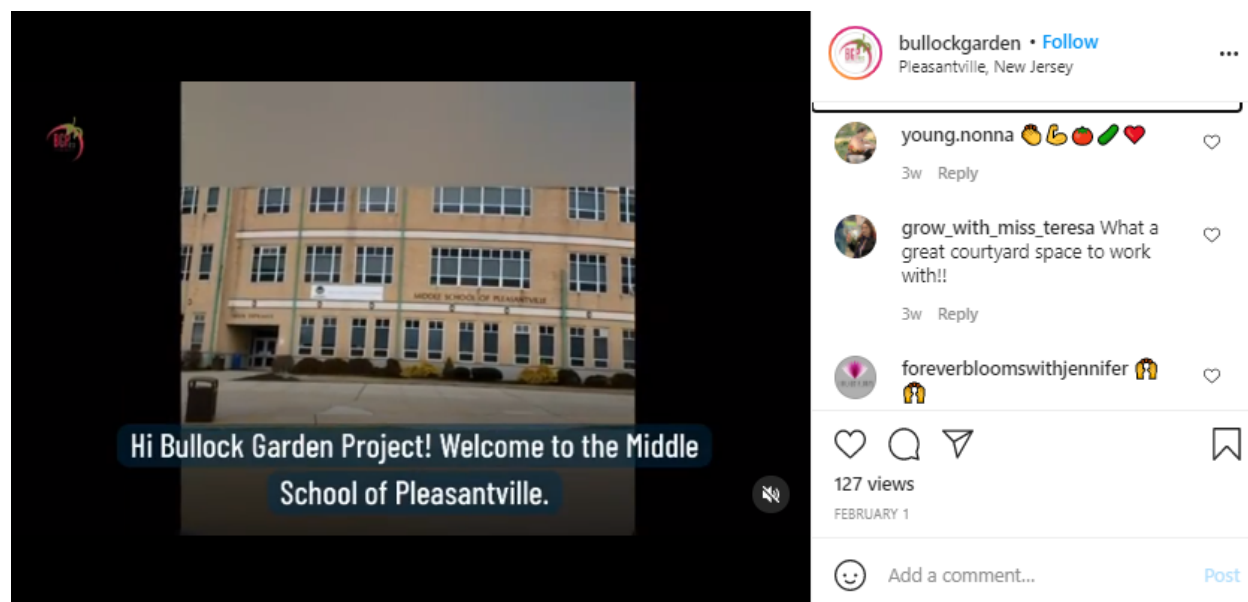 BGP
MIDDLE SCHOOL OF PLEASANTVILLE
Hi Bullock Garden Project! Welcome to the Middle
School of Pleasantville.
bullockgarden • Follow
Pleasantville, New Jersey
young.nonna 👏💪🍅🥒❤️
3w Reply
grow_with_miss_teresa What a
great courtyard space to work
with!!
3w Reply
foreverbloomswithjennifer 🙌
🙌
127 views
FEBRUARY 1
Add a comment... Post